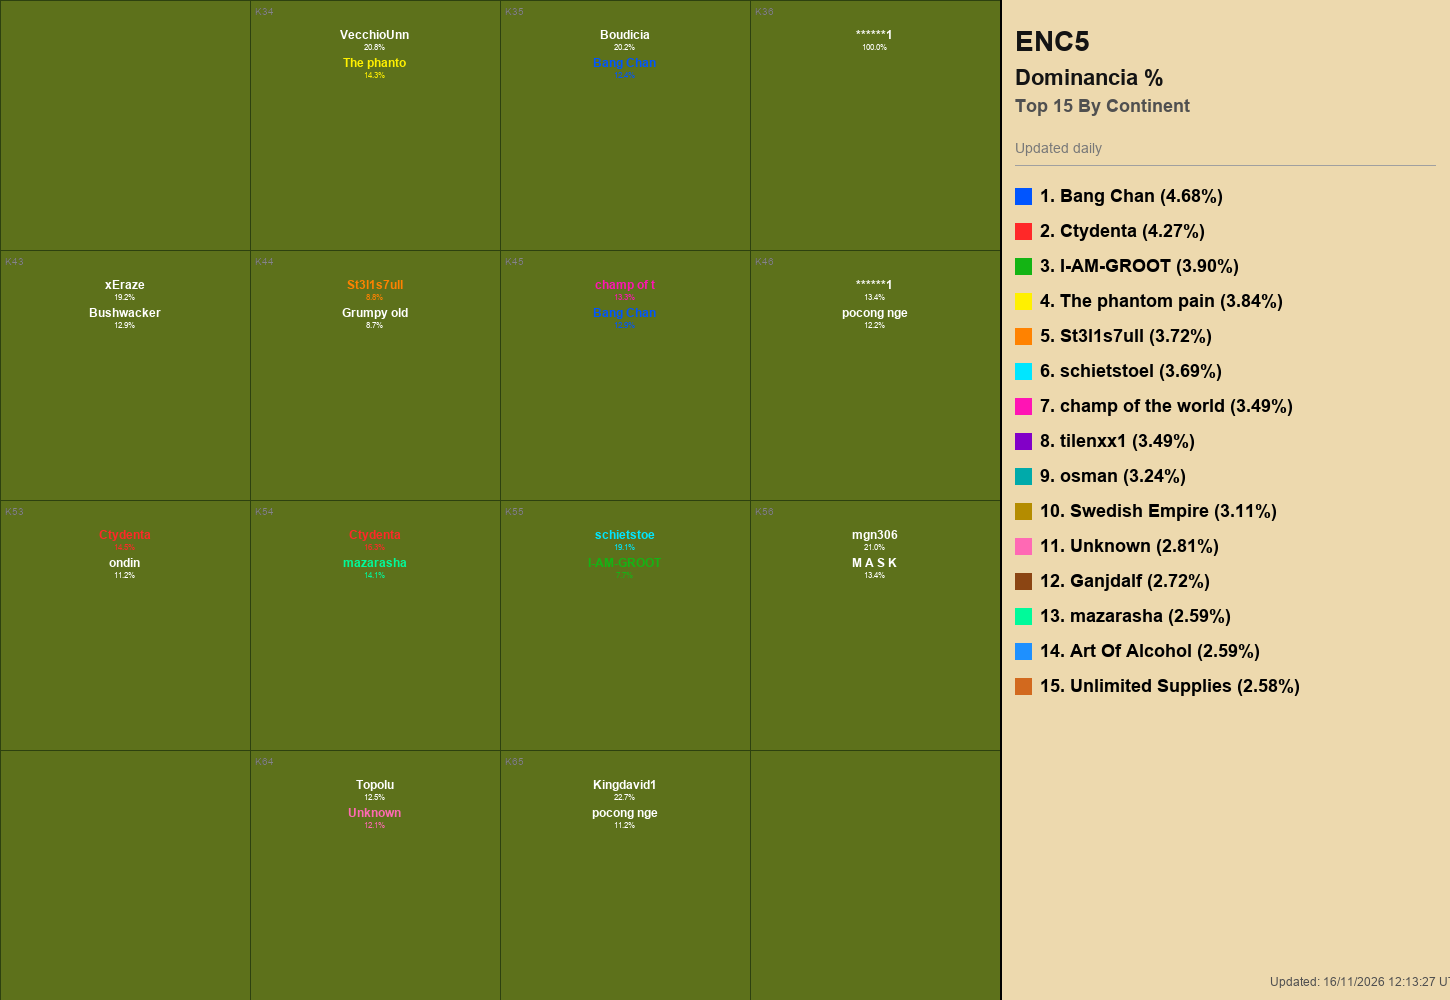 K34
VecchioUnn
20.8%
The phanto
14.3%
K35
Boudicia
20.2%
Bang Chan
K36
******1
100.0%
K43
xEraze
19.2%
Bushwacker
12.9%
K44
St3l1s7ull
8.8%
Grumpy old
8.7%
K45
champ of t
Bang Chan
K46
******1
13.4%
pocong nge
12.2%
K53
Ctydenta
ondin
11.2%
K54
Ctydenta
mazarasha
14.1%
K55
schietstoe
19.1%
I-AM-GROOT
K56
mgn306
21.0%
M A S K
13.4%
K64
Topolu
12.5%
Unknown
12.1%
K65
Kingdavid1
22.7%
pocong nge
11.2%
ENC5
Dominancia %
Top 15 By Continent
Updated daily
1. Bang Chan (4.68%)
2. Ctydenta (4.27%)
3. I-AM-GROOT (3.90%)
4. The phantom pain (3.84%)
5. St3l1s7ull (3.72%)
6. schietstoel (3.69%)
7. champ of the world (3.49%)
8. tilenxx1 (3.49%)
9. osman (3.24%)
10. Swedish Empire (3.11%)
11. Unknown (2.81%)
12. Ganjdalf (2.72%)
13. mazarasha (2.59%)
14. Art Of Alcohol (2.59%)
15. Unlimited Supplies (2.58%)
Updated: 16/11/2026 12:13:27